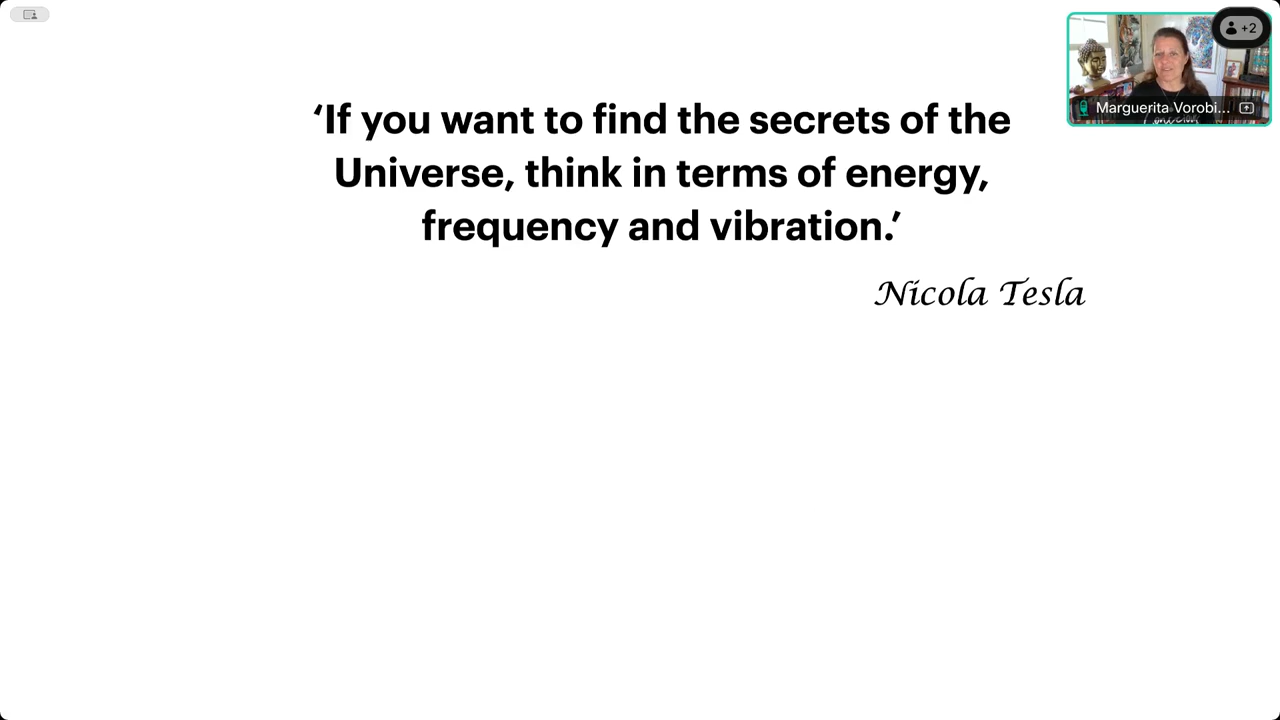 +2
Marguerita Vorobi...
‘If you want to find the secrets of the
Universe, think in terms of energy,
frequency and vibration.’
Nicola Tesla